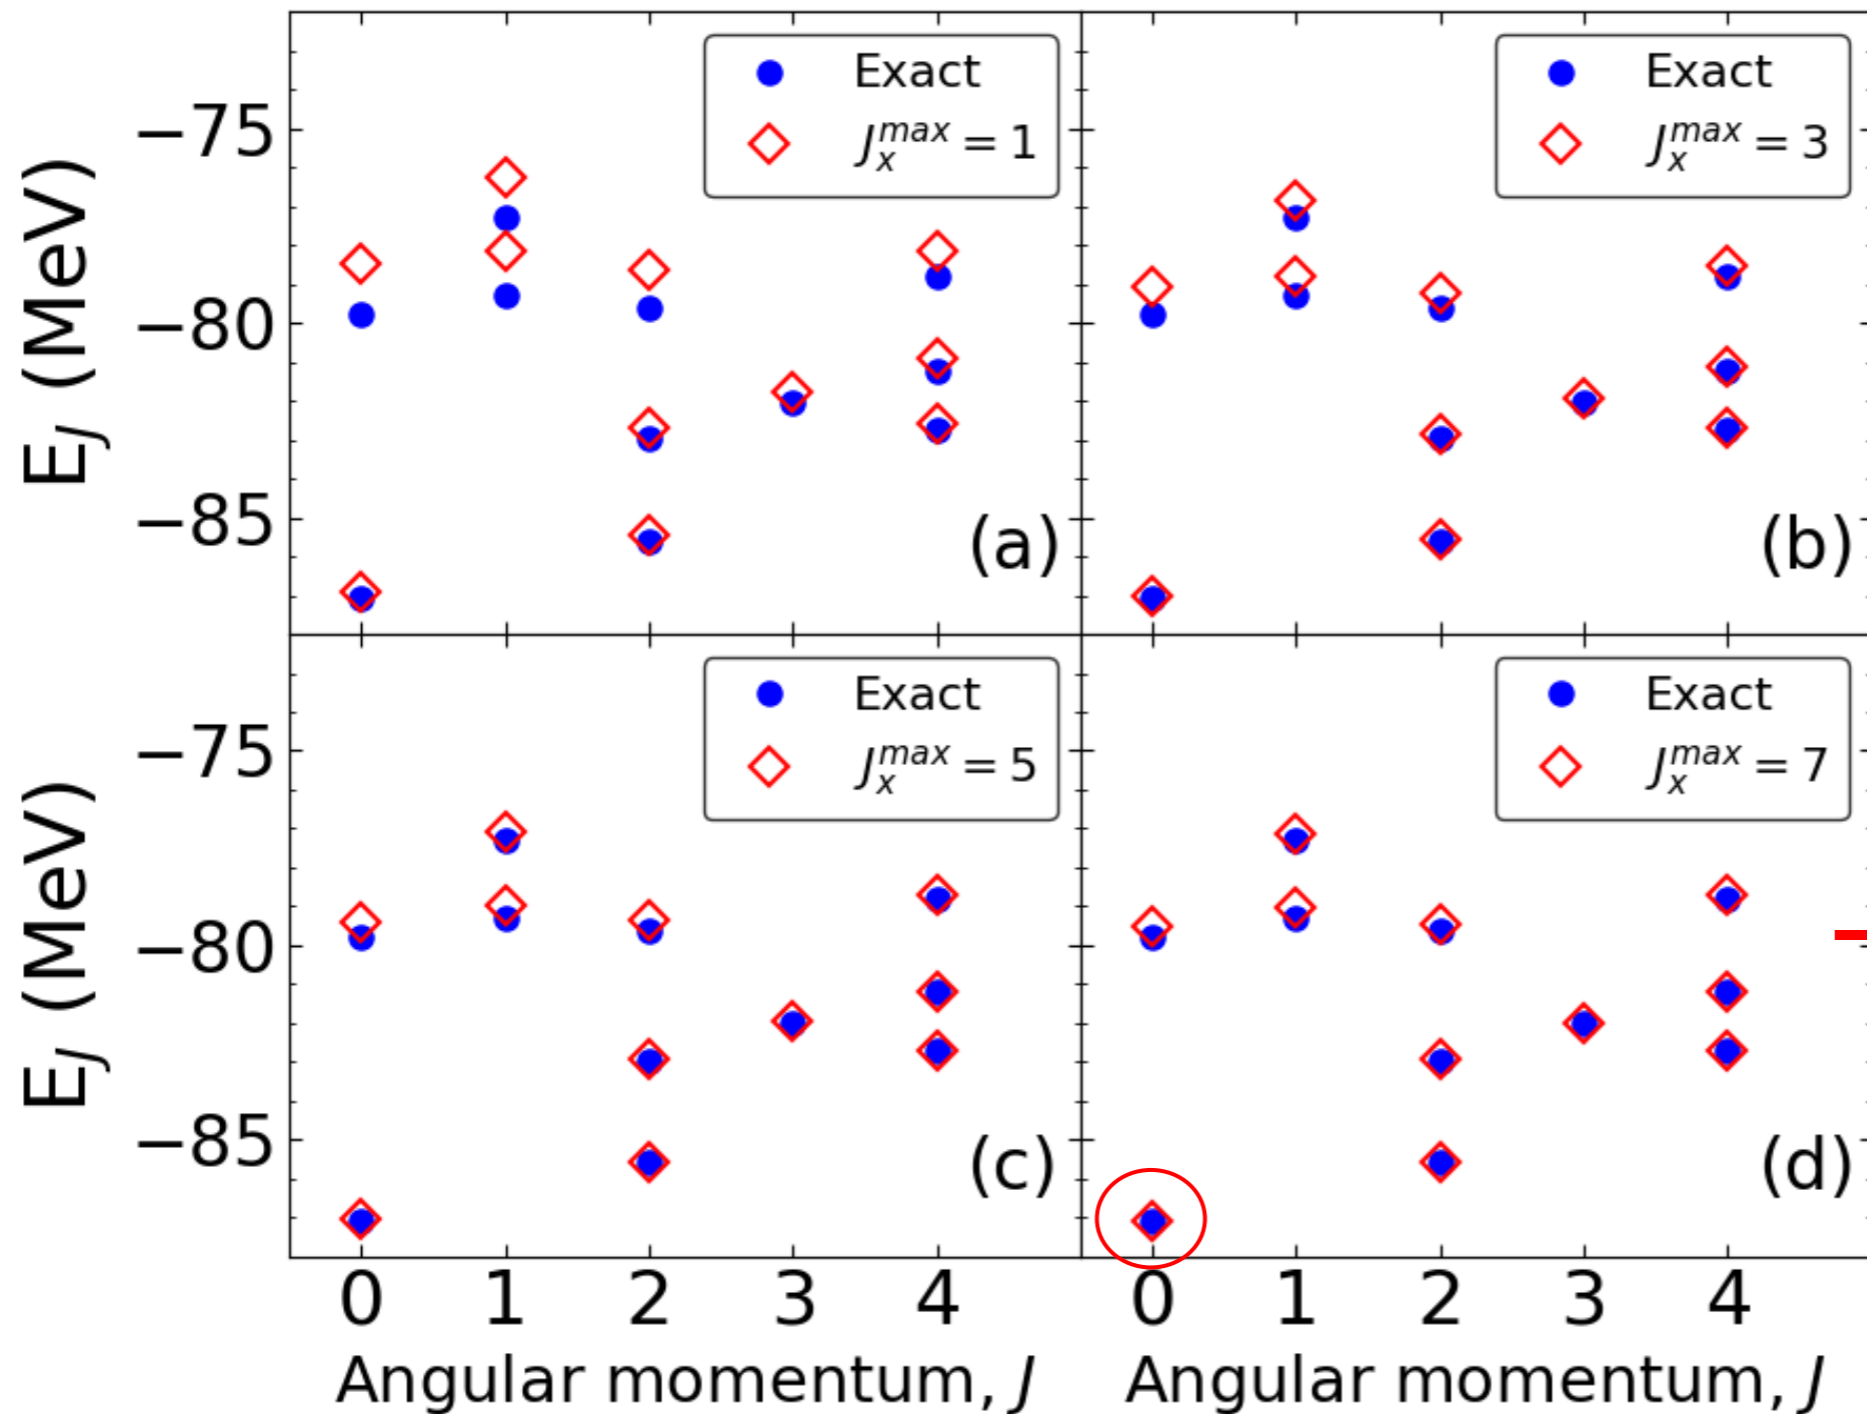 Exact
J_x^{max} = 1
−75
−80
−85
E_J (MeV)
(a)
Exact
J_x^{max} = 3
(b)
Exact
J_x^{max} = 5
−75
−80
−85
E_J (MeV)
(c)
0 1 2 3 4
Angular momentum, J
Exact
J_x^{max} = 7
(d)
0 1 2 3 4
Angular momentum, J